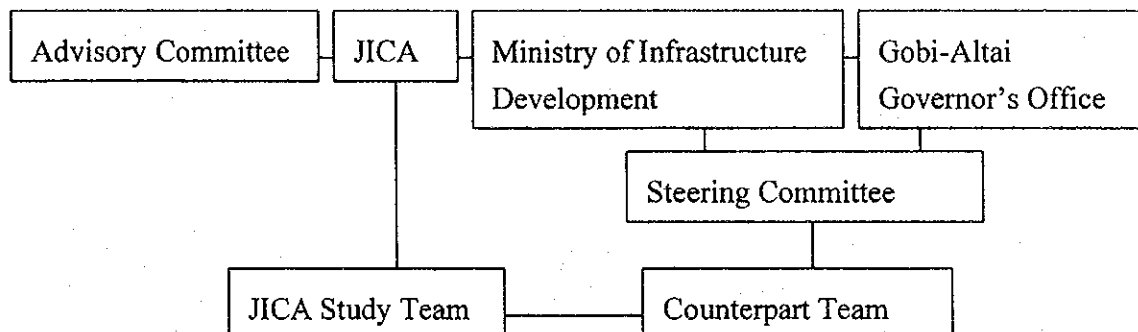 Advisory Committee
JICA
Ministry of Infrastructure
Development
Gobi-Altai
Governor's Office
Steering Committee
JICA Study Team
Counterpart Team